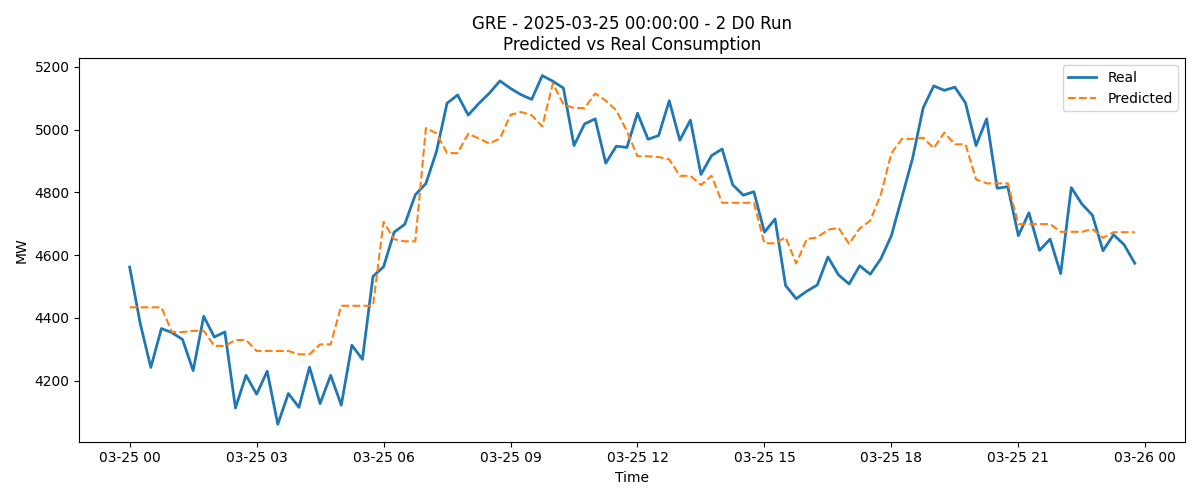 GRE - 2025-03-25 00:00:00 - 2 D0 Run
Predicted vs Real Consumption
Real
Predicted
MW
5200
5000
4800
4600
4400
4200
03-25 00
03-25 03
03-25 06
03-25 09
03-25 12
03-25 15
03-25 18
03-25 21
03-26 00
Time